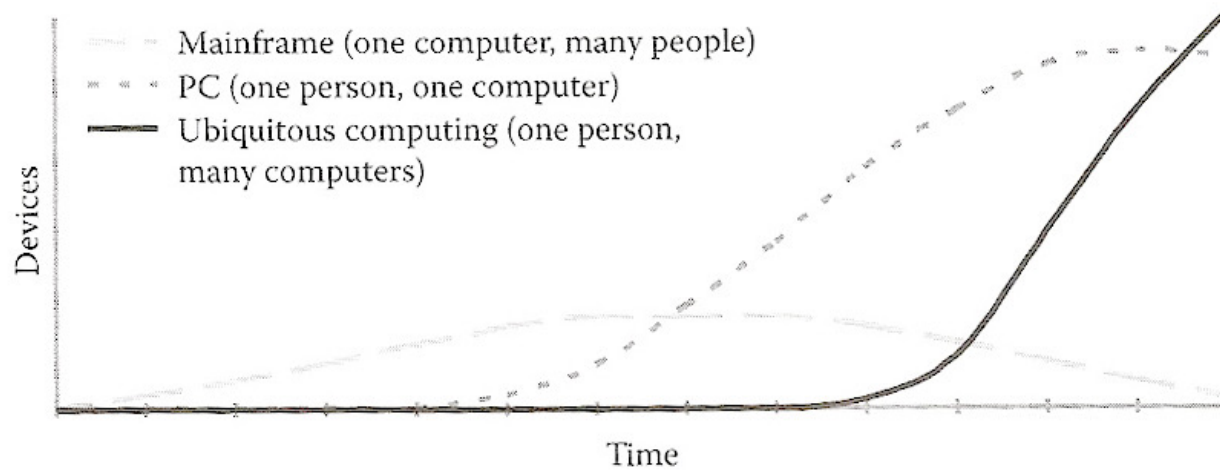 Mainframe (one computer, many people)
PC (one person, one computer)
Ubiquitous computing (one person,
many computers)
Devices
Time